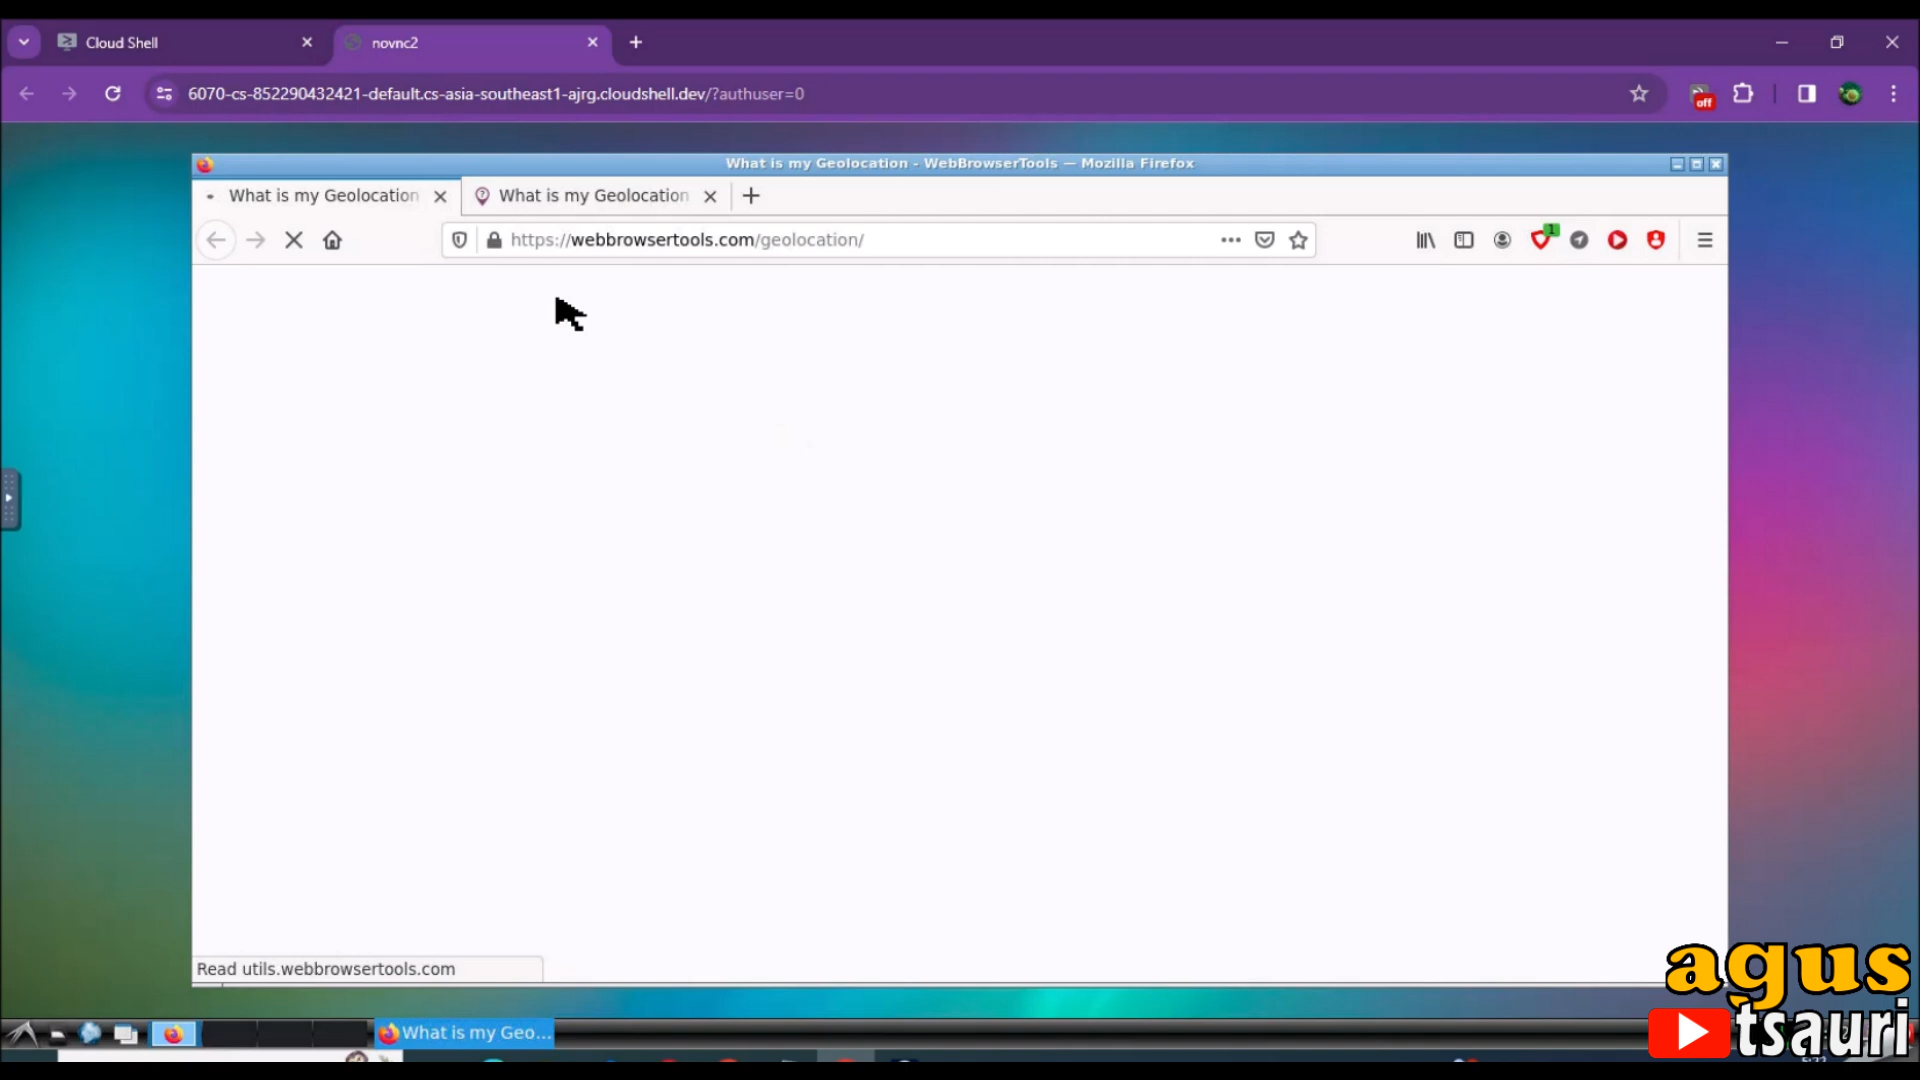 Cloud Shell
novnc2
6070-cs-852290432421-default.cs-asia-southeast1-ajrg.cloudshell.dev/?authuser=0
off
What is my Geolocation - WebBrowserTools — Mozilla Firefox
What is my Geolocation
What is my Geolocation
https://webbrowsertools.com/geolocation/
1
Read utils.webbrowsertools.com
agus
tsauri
What is my Geo...